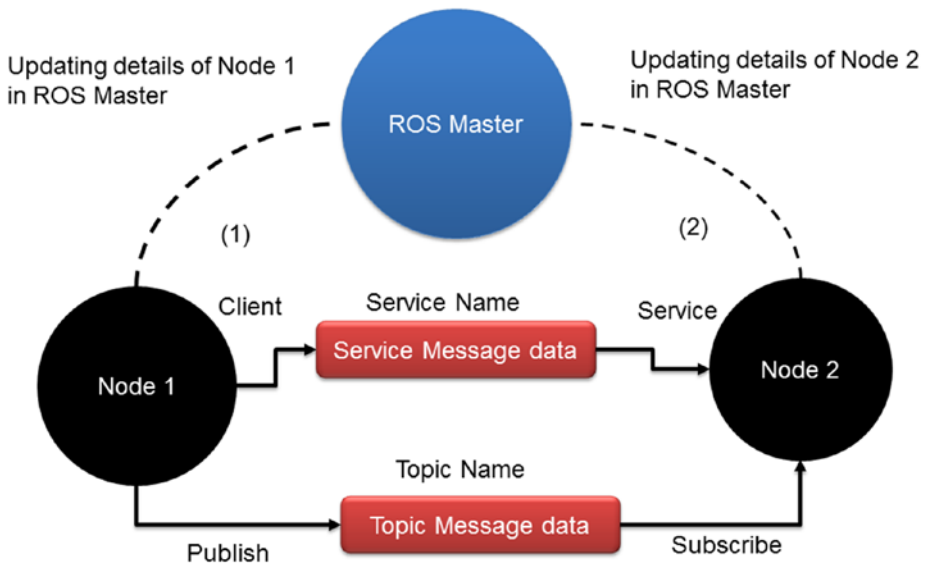 Updating details of Node 1
in ROS Master
Updating details of Node 2
in ROS Master
ROS Master
(1)
(2)
Client
Service Name
Service
Service Message data
Node 1
Node 2
Topic Name
Topic Message data
Publish
Subscribe